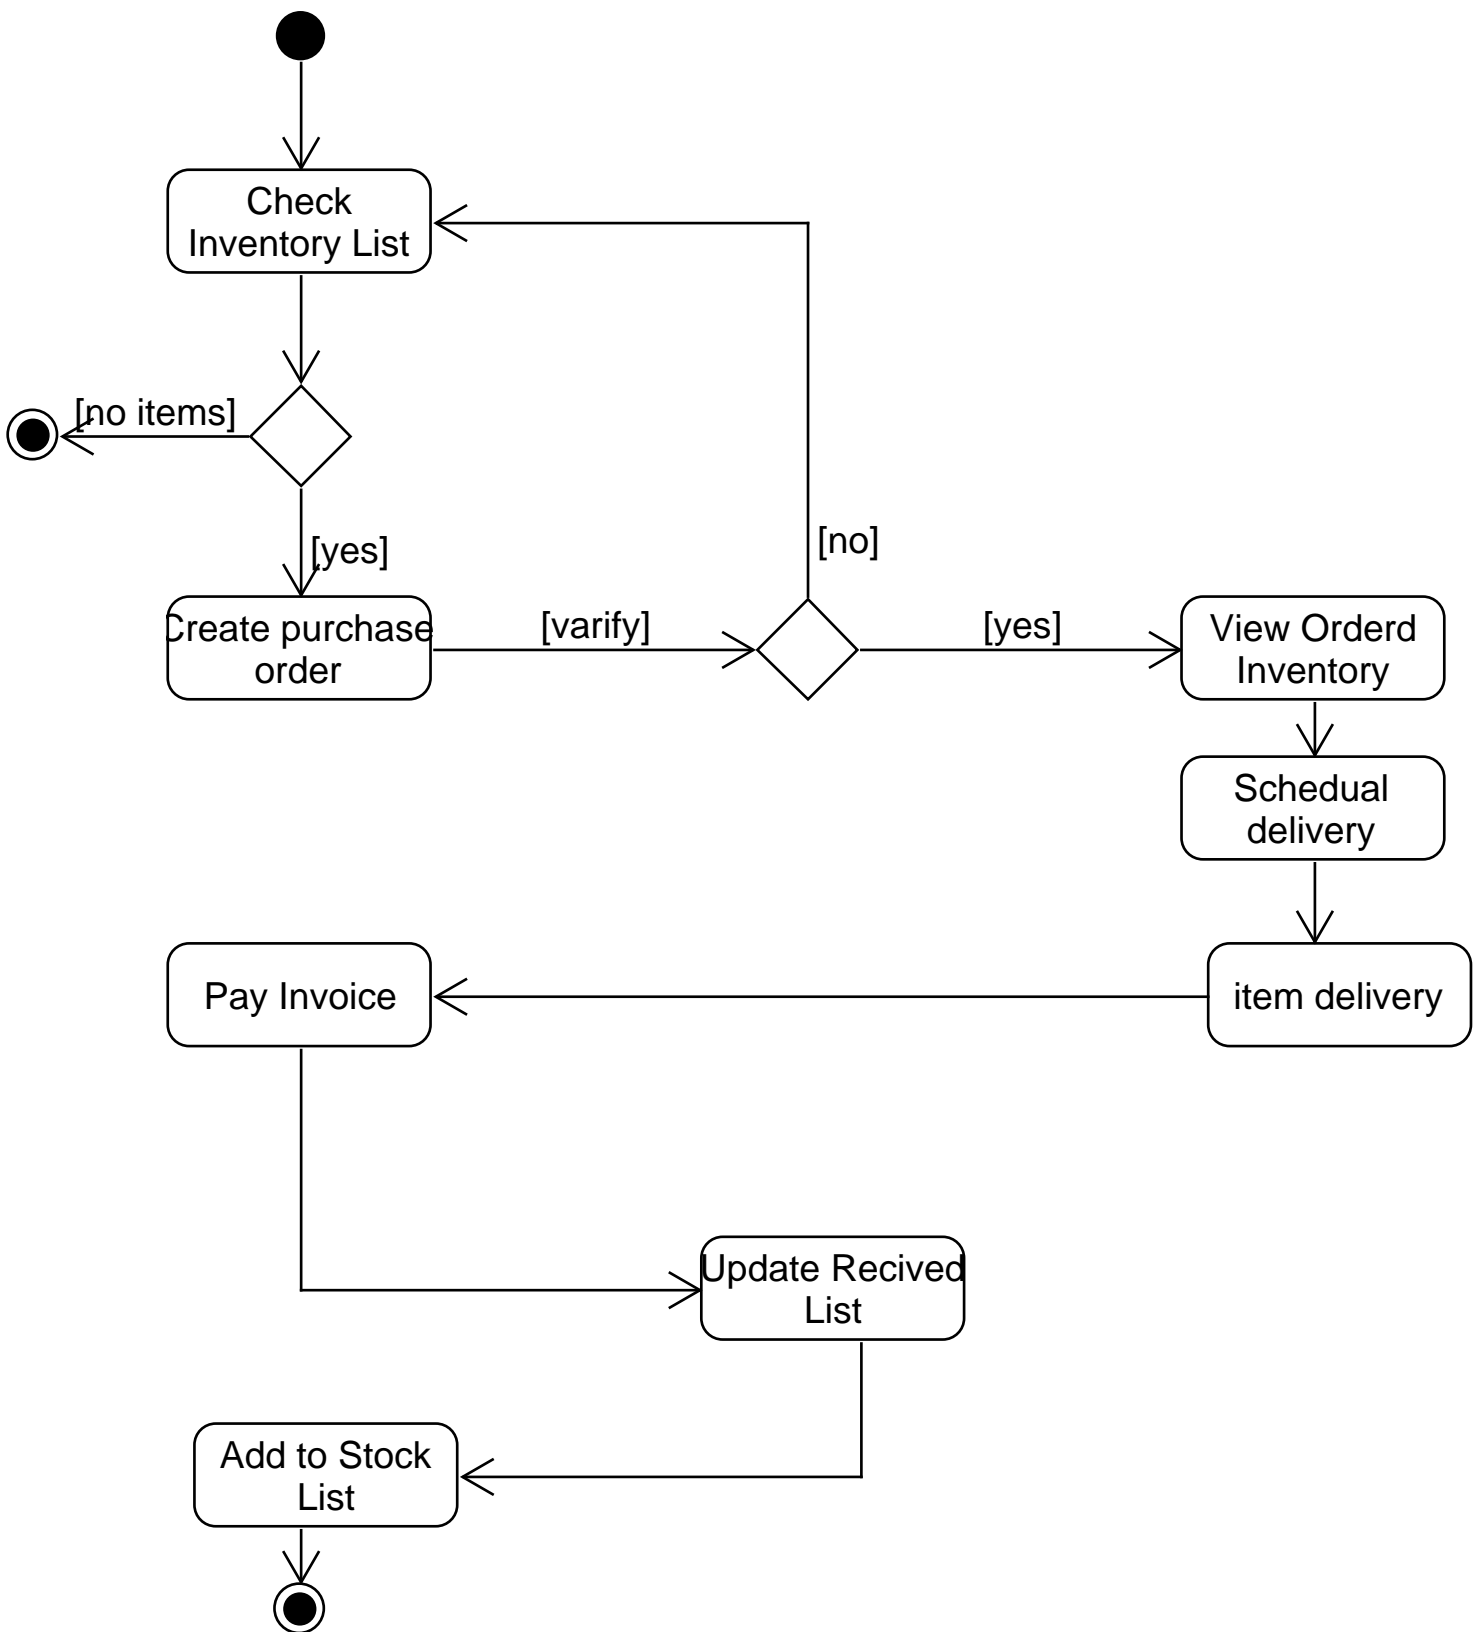 Check
Inventory List
[no items]
[yes]
[no]
Create purchase
order
[varify]
[yes]
View Orderd
Inventory
Schedual
delivery
Pay Invoice
item delivery
Update Recived
List
Add to Stock
List